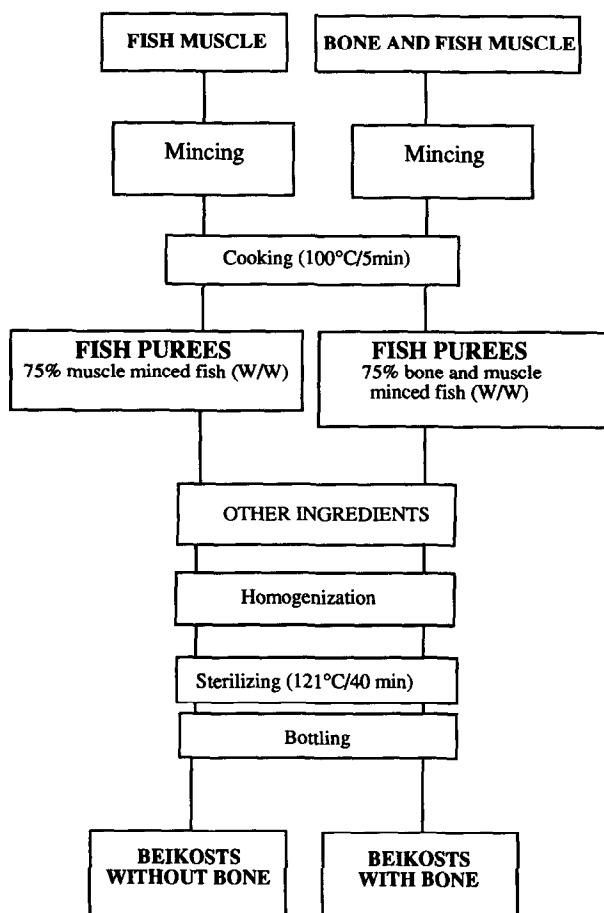 FISH MUSCLE
BONE AND FISH MUSCLE
Mincing
Mincing
Cooking (100°C/5min)
FISH PUREES
75% muscle minced fish (W/W)
FISH PUREES
75% bone and muscle
minced fish (W/W)
OTHER INGREDIENTS
Homogenization
Sterilizing (121°C/40 min)
Bottling
BEIKOSTS
WITHOUT BONE
BEIKOSTS
WITH BONE